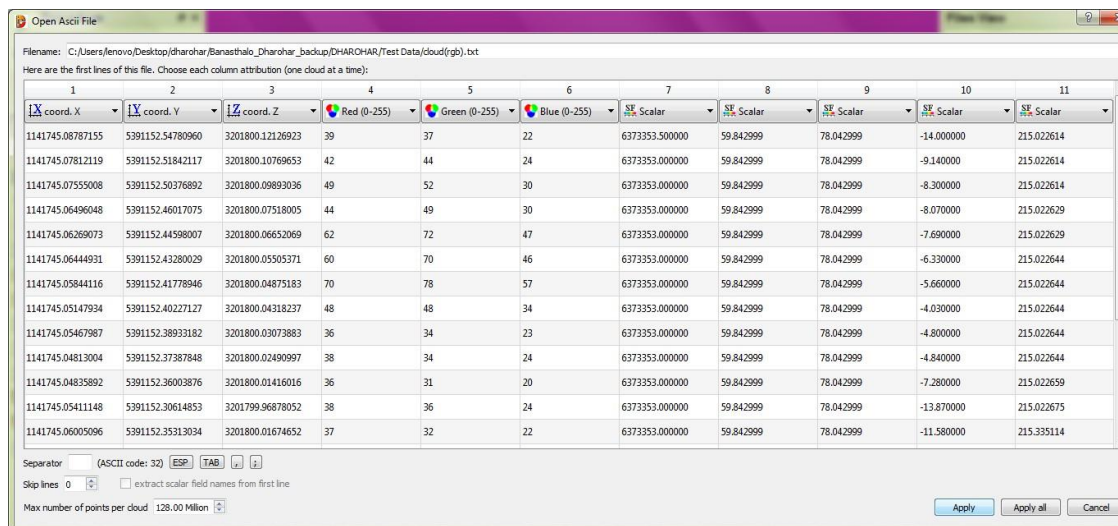 Open Ascii File
Files View
Filename: C:/Users/lenovo/Desktop/dharohar/Banasthalo_Dharohar_backup/DHAROHAR/Test Data/cloud(rgb).txt
Here are the first lines of this file. Choose each column attribution (one cloud at a time):
1 2 3 4 5 6 7 8 9 10 11
X coord. X Y coord. Y Z coord. Z Red (0-255) Green (0-255) Blue (0-255) SF Scalar SF Scalar SF Scalar SF Scalar SF Scalar
1141745.08787155 5391152.54780960 3201800.12126923 39 37 22 6373353.500000 59.842999 78.042999 -14.000000 215.022614
1141745.07812119 5391152.51842117 3201800.10769653 42 44 24 6373353.000000 59.842999 78.042999 -9.140000 215.022614
1141745.07555008 5391152.50376892 3201800.09893036 49 52 30 6373353.000000 59.842999 78.042999 -8.300000 215.022614
1141745.06496048 5391152.46017075 3201800.07518005 44 49 30 6373353.000000 59.842999 78.042999 -8.070000 215.022629
1141745.06269073 5391152.44598007 3201800.06652069 62 72 47 6373353.000000 59.842999 78.042999 -7.690000 215.022629
1141745.06444931 5391152.43280029 3201800.05505371 60 70 46 6373353.000000 59.842999 78.042999 -6.330000 215.022644
1141745.05844116 5391152.41778946 3201800.04875183 70 78 57 6373353.000000 59.842999 78.042999 -5.660000 215.022644
1141745.05147934 5391152.40227127 3201800.04318237 48 48 34 6373353.000000 59.842999 78.042999 -4.030000 215.022644
1141745.05467987 5391152.38933182 3201800.03073883 36 34 23 6373353.000000 59.842999 78.042999 -4.800000 215.022644
1141745.04813004 5391152.37387848 3201800.02490997 38 34 24 6373353.000000 59.842999 78.042999 -4.840000 215.022644
1141745.04835892 5391152.36003876 3201800.01416016 36 31 20 6373353.000000 59.842999 78.042999 -7.280000 215.022659
1141745.05411148 5391152.30614853 3201799.96878052 38 36 24 6373353.000000 59.842999 78.042999 -13.870000 215.022675
1141745.06005096 5391152.35313034 3201800.01674652 37 32 22 6373353.000000 59.842999 78.042999 -11.580000 215.335114
Separator (ASCII code: 32) ESP TAB , ;
Skip lines 0 extract scalar field names from first line
Max number of points per cloud 128.00 Million Apply Apply all Cancel